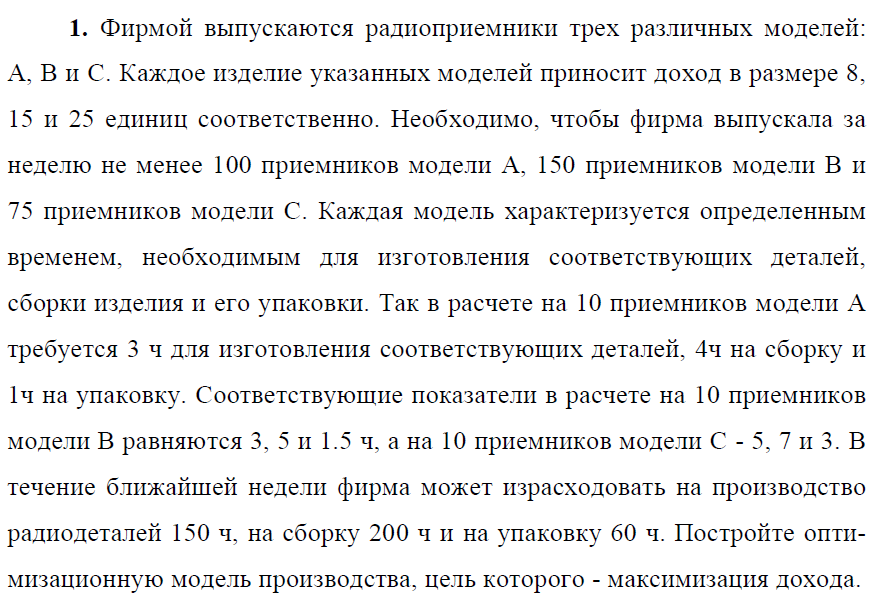 1. Фирмой выпускаются радиоприемники трех различных моделей:
А, В и С. Каждое изделие указанных моделей приносит доход в размере 8,
15 и 25 единиц соответственно. Необходимо, чтобы фирма выпускала за
неделю не менее 100 приемников модели А, 150 приемников модели В и
75 приемников модели С. Каждая модель характеризуется определенным
временем, необходимым для изготовления соответствующих деталей,
сборки изделия и его упаковки. Так в расчете на 10 приемников модели А
требуется 3 ч для изготовления соответствующих деталей, 4ч на сборку и
1ч на упаковку. Соответствующие показатели в расчете на 10 приемников
модели В равняются 3, 5 и 1.5 ч, а на 10 приемников модели С - 5, 7 и 3. В
течение ближайшей недели фирма может израсходовать на производство
радиодеталей 150 ч, на сборку 200 ч и на упаковку 60 ч. Постройте опти-
мизационную модель производства, цель которого - максимизация дохода.